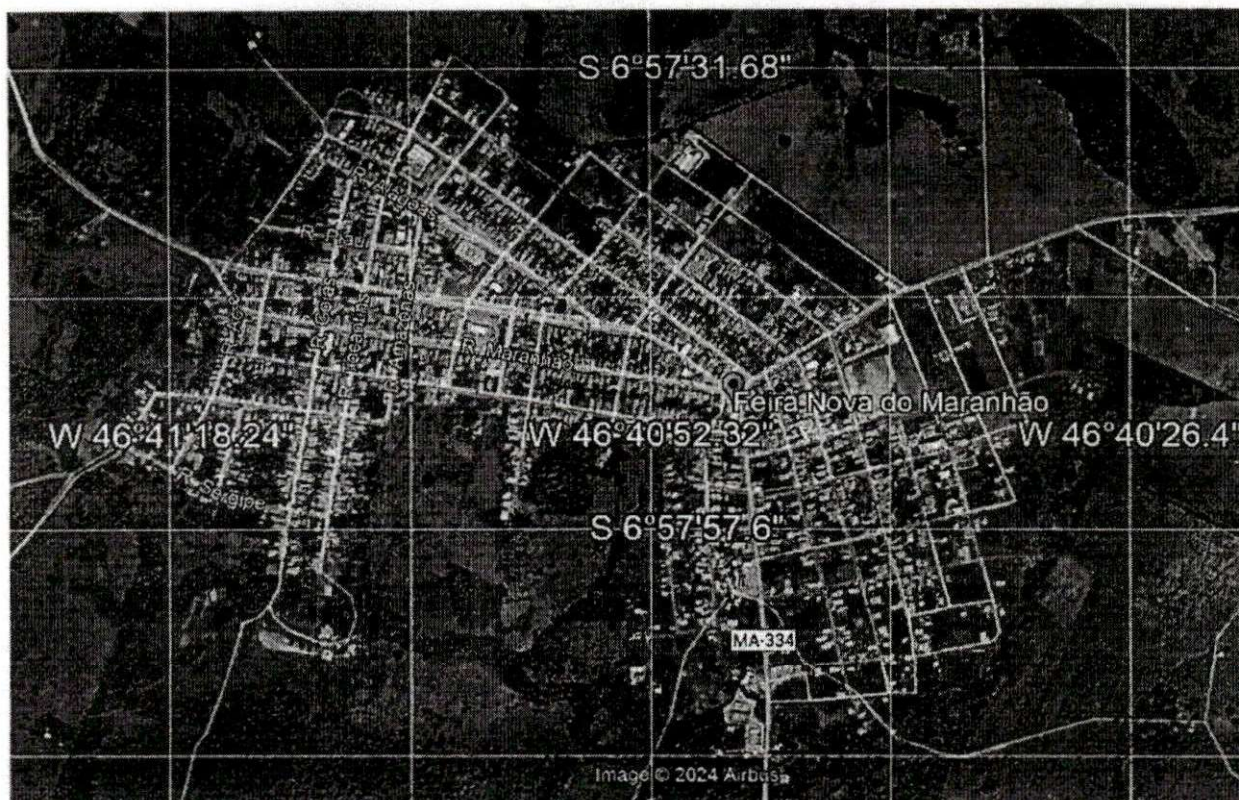 S 6°57'31.68"
R. Alagoas
R. Maranhão
Feira Nova do Maranhão
W 46°41'18.24"
W 46°40'52.32"
W 46°40'26.4"
R. Sergipe
S 6°57'57.6"
MA-334
Image © 2024 Airbus